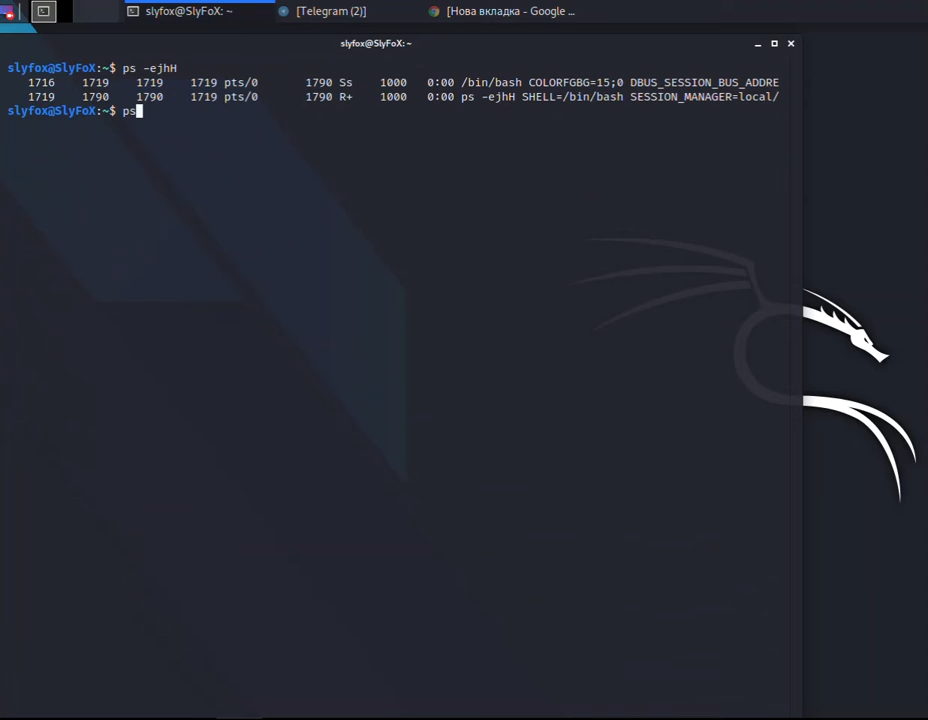 slyfox@SlyFoX: ~
[Telegram (2)]
[Нова вкладка - Google ...
slyfox@SlyFoX:~
slyfox@SlyFoX:~$ ps -ejhH
1716 1719 1719 1719 pts/0 1790 Ss 1000 0:00 /bin/bash COLORFGBG=15;0 DBUS_SESSION_BUS_ADDRE
1719 1790 1790 1719 pts/0 1790 R+ 1000 0:00 ps -ejhH SHELL=/bin/bash SESSION_MANAGER=local/
slyfox@SlyFoX:~$ ps